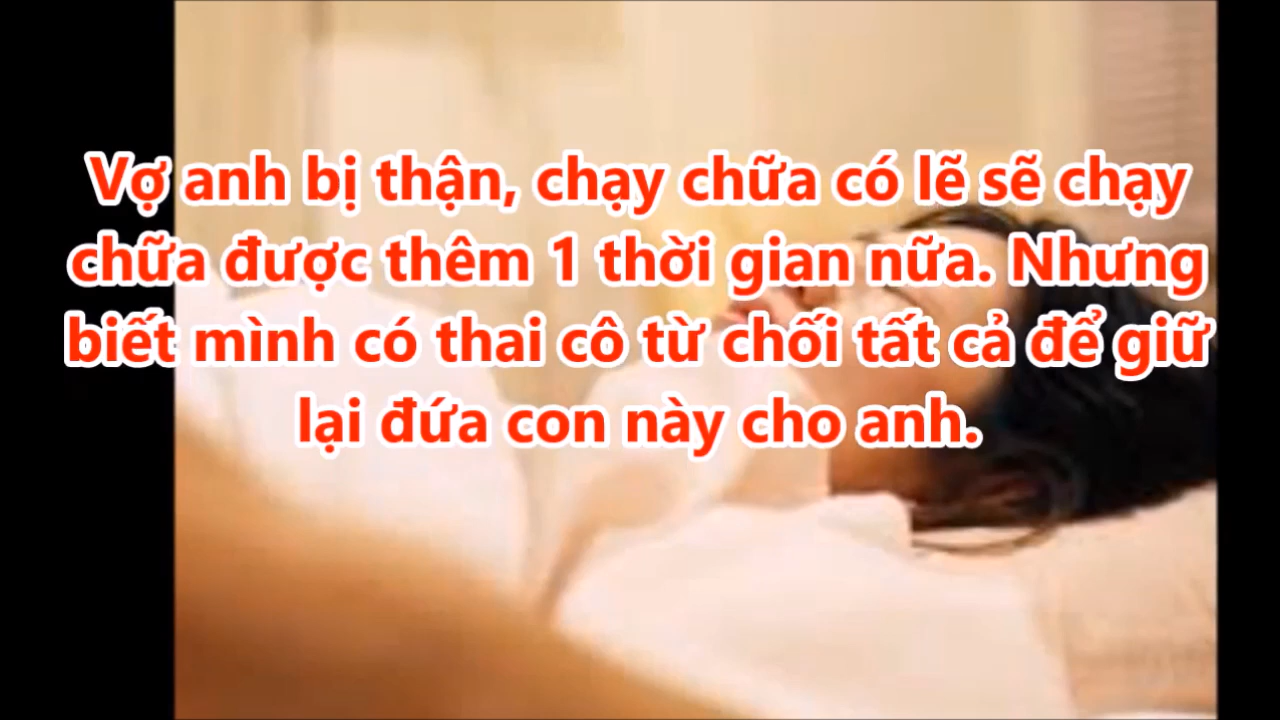 Vợ anh bị thận, chạy chữa có lẽ sẽ chạy
chữa được thêm 1 thời gian nữa. Nhưng
biết mình có thai cô từ chối tất cả để giữ
lại đứa con này cho anh.